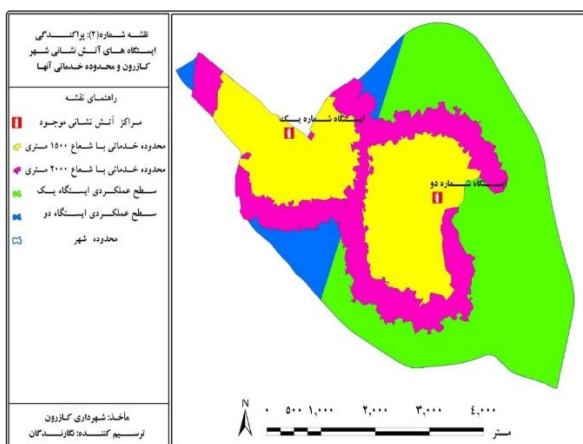 نقشه شماره(۲): پراکندگی
ایستگاه های آتش نشانی شهر
کازرون و محدوده خدماتی آنها
راهنمای نقشه
مراکز آتش نشانی موجود
محدوده خدماتی با شعاع ۱۵۰۰ متری
محدوده خدماتی با شعاع ۲۰۰۰ متری
سطح عملکردی ایستگاه یک
سطح عملکردی ایستگاه دو
محدوده شهر
مأخذ: شهرداری کازرون
ترسیم کننده: نگارندگان
ایستگاه شماره یک
ایستگاه شماره دو
N
۰ ۵۰۰ ۱,۰۰۰ ۲,۰۰۰ ۳,۰۰۰ ۴,۰۰۰
متر